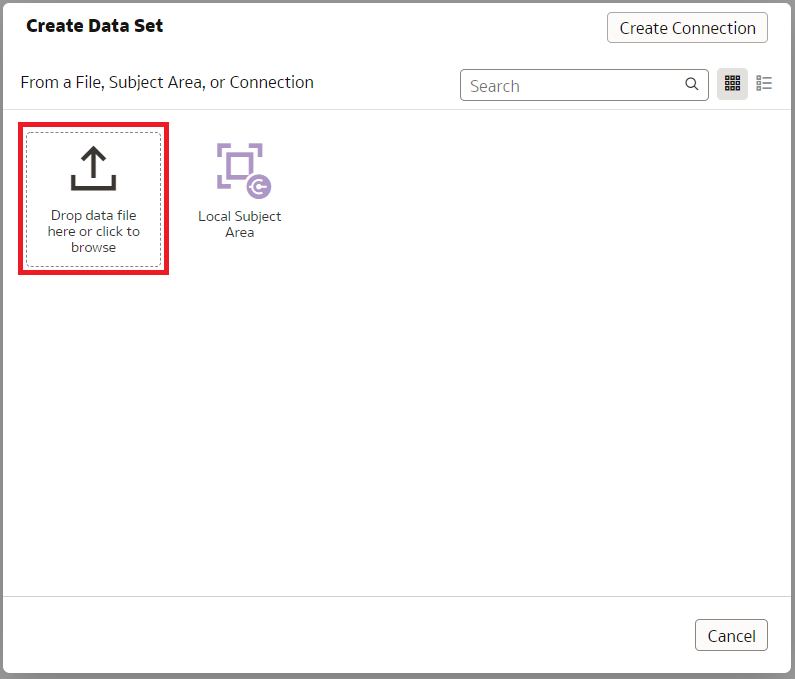 Create Data Set
Create Connection
From a File, Subject Area, or Connection
Search
Drop data file
here or click to
browse
Local Subject
Area
Cancel